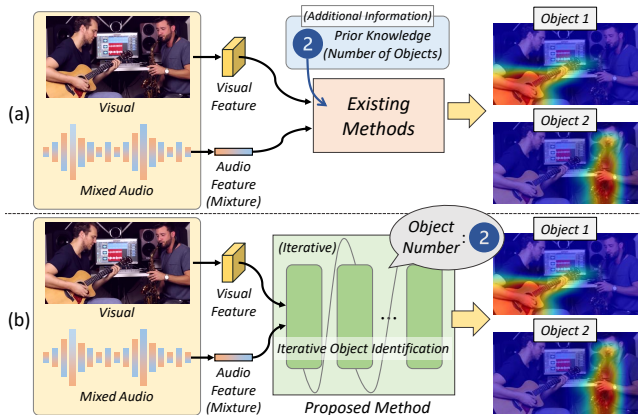 (a)
Visual
Mixed Audio
Visual
Feature
Audio
Feature
(Mixture)
(Additional Information)
2
Prior Knowledge
(Number of Objects)
Existing
Methods
Object 1
Object 2
(b)
Visual
Mixed Audio
Visual
Feature
Audio
Feature
(Mixture)
(Iterative)
Object
Number : 2
...
Iterative Object Identification
Proposed Method
Object 1
Object 2